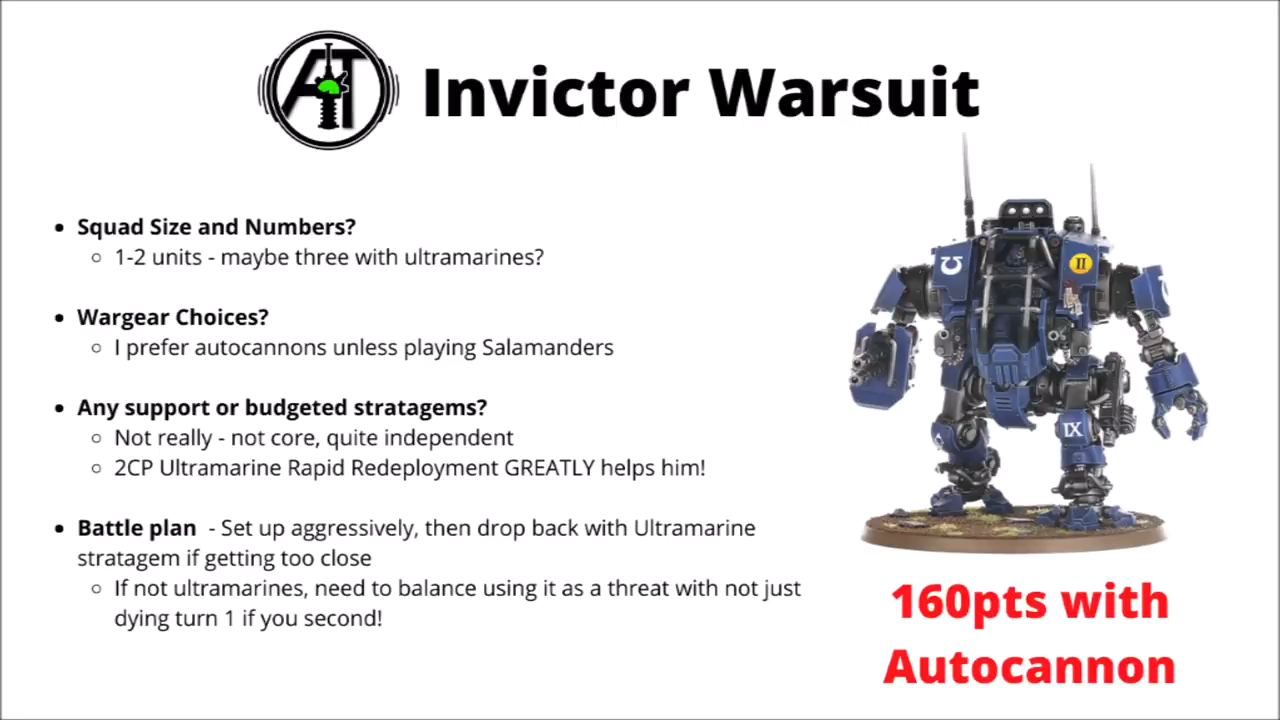 AT
Invictor Warsuit
Squad Size and Numbers?
1-2 units - maybe three with ultramarines?
Wargear Choices?
I prefer autocannons unless playing Salamanders
Any support or budgeted stratagems?
Not really - not core, quite independent
2CP Ultramarine Rapid Redeployment GREATLY helps him!
Battle plan - Set up aggressively, then drop back with Ultramarine
stratagem if getting too close
If not ultramarines, need to balance using it as a threat with not just
dying turn 1 if you second!
II
IX
160pts with
Autocannon